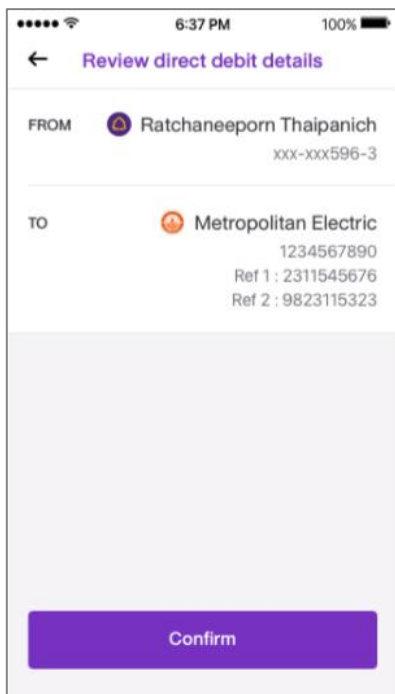 6:37 PM
100%
Review direct debit details
FROM
Ratchaneeporn Thaipanich
xxx-xxx596-3
TO
Metropolitan Electric
1234567890
Ref 1 : 2311545676
Ref 2 : 9823115323
Confirm